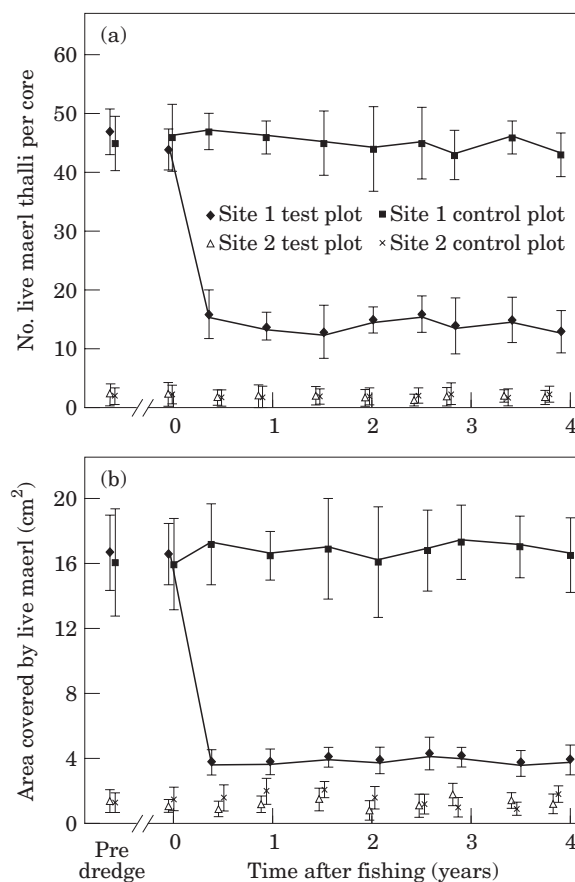 (a)
60
50
40
30
20
10
0
No. live maerl thalli per core
Site 1 test plot Site 1 control plot
Site 2 test plot Site 2 control plot
0 1 2 3 4
(b)
20
16
12
8
4
0
Area covered by live maerl (cm²)
0 1 2 3 4
Pre
dredge
Time after fishing (years)